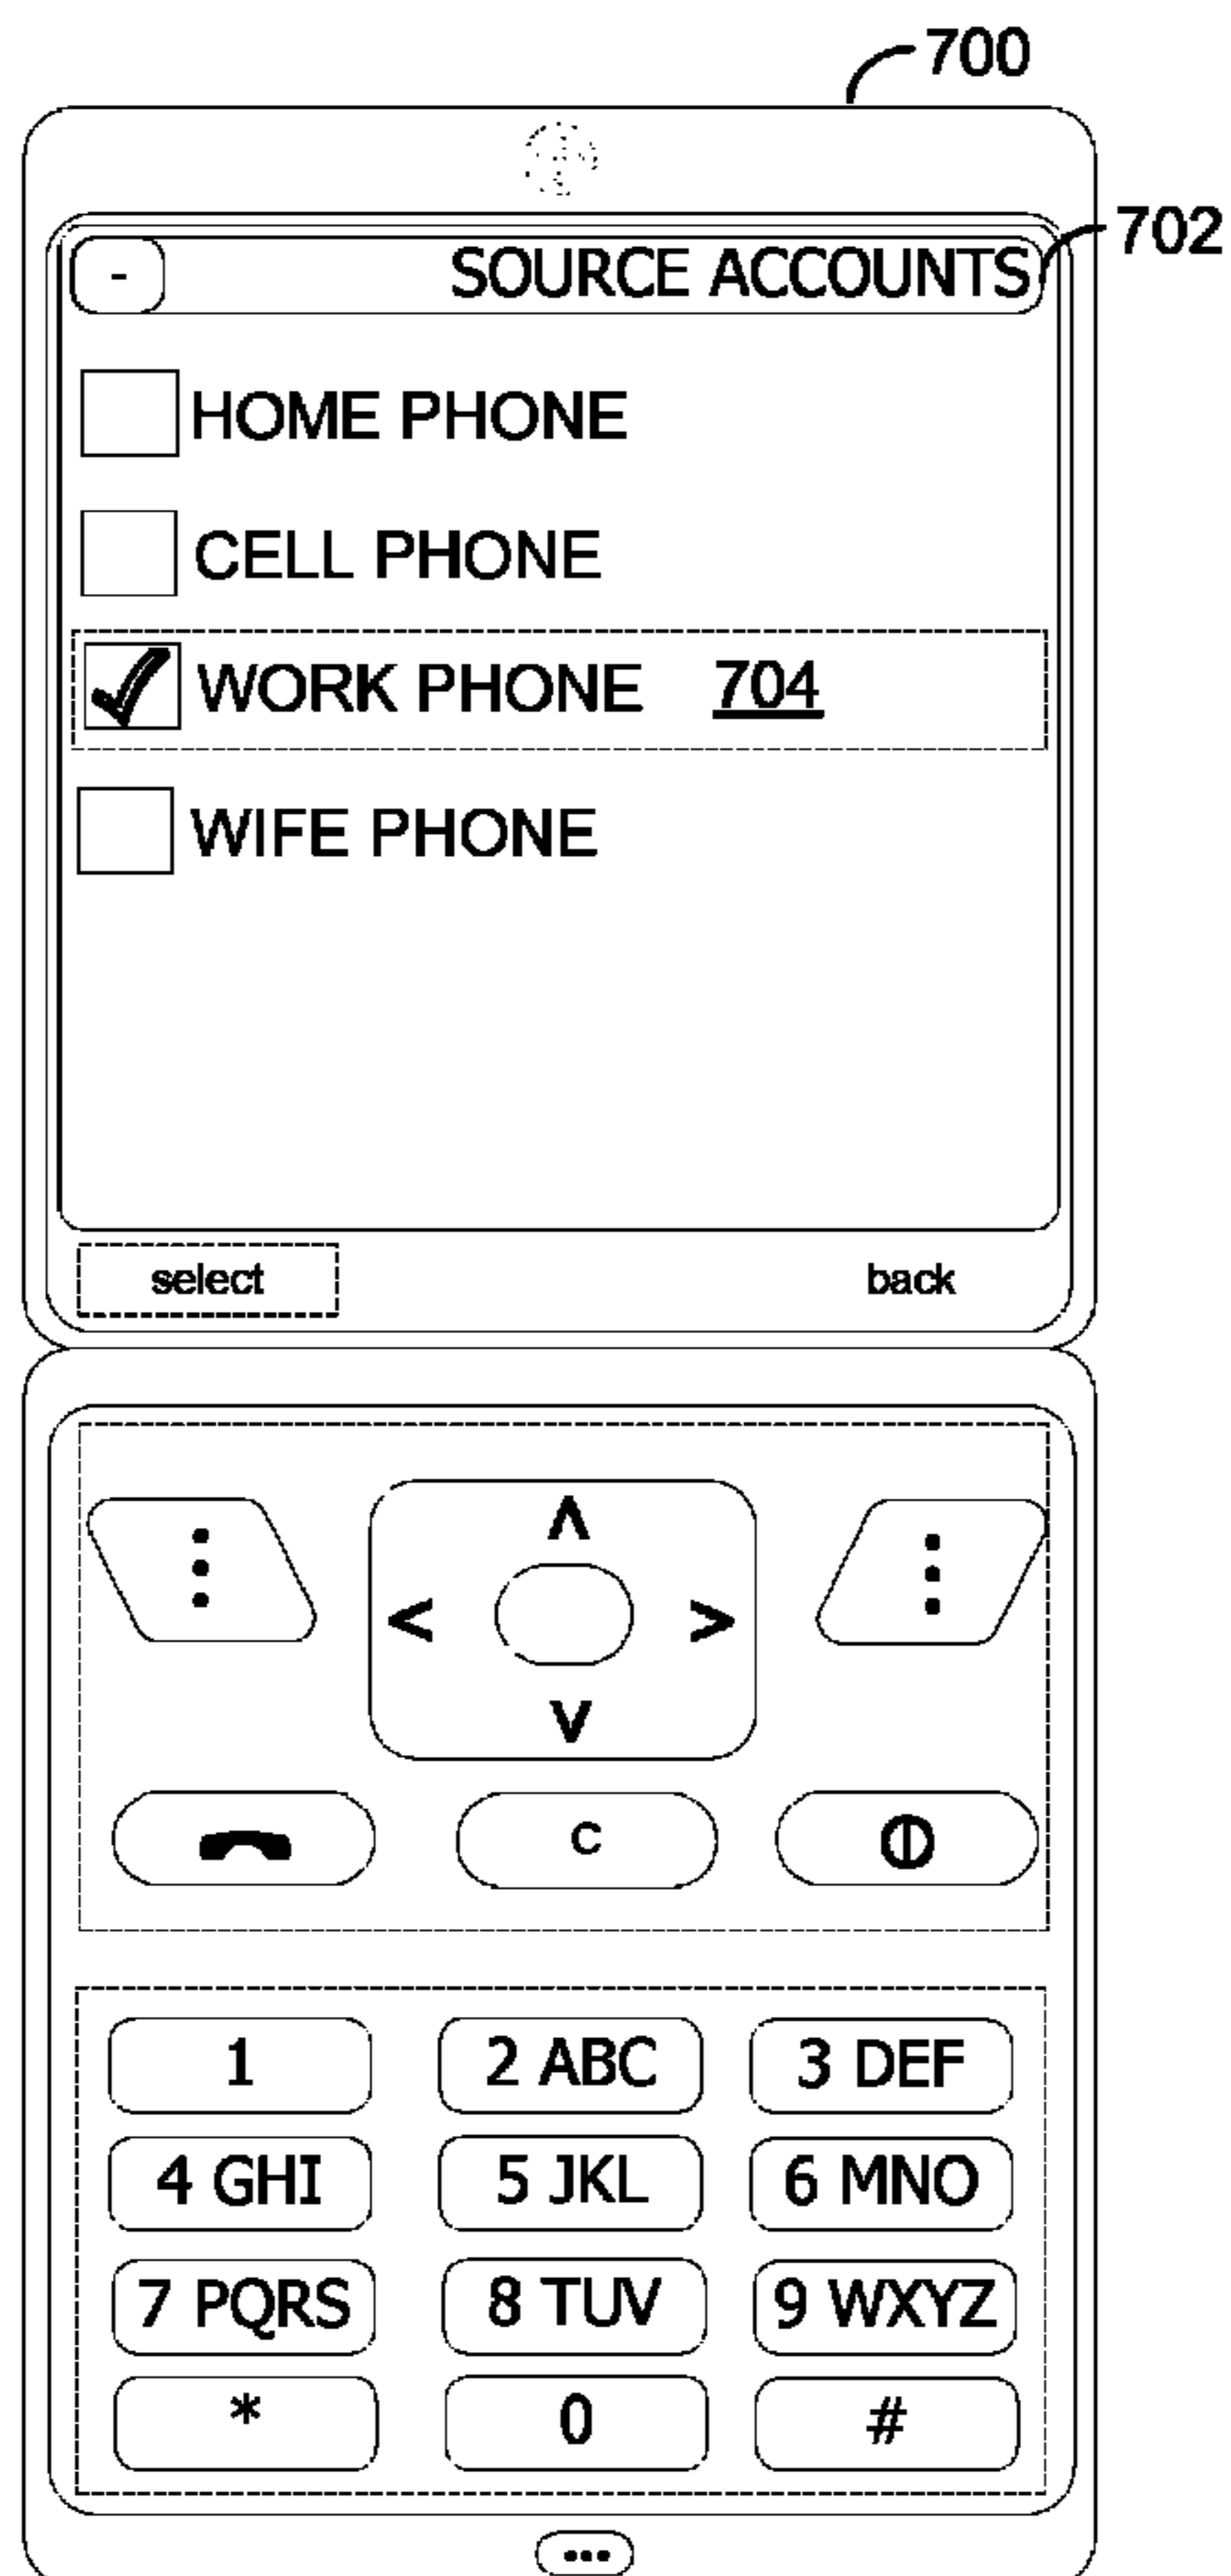 700
702
- SOURCE ACCOUNTS
HOME PHONE
CELL PHONE
WORK PHONE 704
WIFE PHONE
select back
^
< >
v
C
1 2 ABC 3 DEF
4 GHI 5 JKL 6 MNO
7 PQRS 8 TUV 9 WXYZ
* 0 #